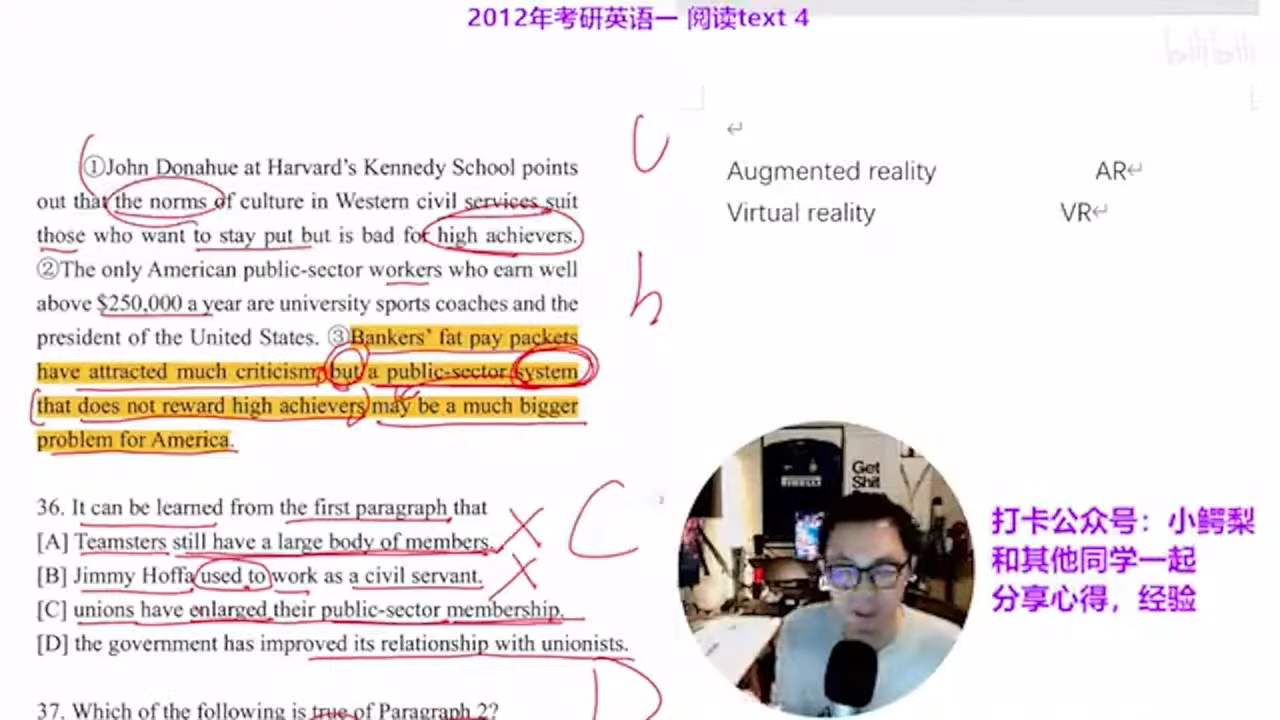 2012年考研英语一 阅读text 4
bilibili
①John Donahue at Harvard's Kennedy School points
out that the norms of culture in Western civil services suit
those who want to stay put but is bad for high achievers.
②The only American public-sector workers who earn well
above $250,000 a year are university sports coaches and the
president of the United States. ③Bankers' fat pay packets
have attracted much criticism, but a public-sector system
that does not reward high achievers may be a much bigger
problem for America.
36. It can be learned from the first paragraph that
[A] Teamsters still have a large body of members.
[B] Jimmy Hoffa used to work as a civil servant.
[C] unions have enlarged their public-sector membership.
[D] the government has improved its relationship with unionists.
37. Which of the following is true of Paragraph 2?
C
D
Augmented reality AR
Virtual reality VR
Get
Shit
PIRELLI
打卡公众号：小鳄梨
和其他同学一起
分享心得，经验